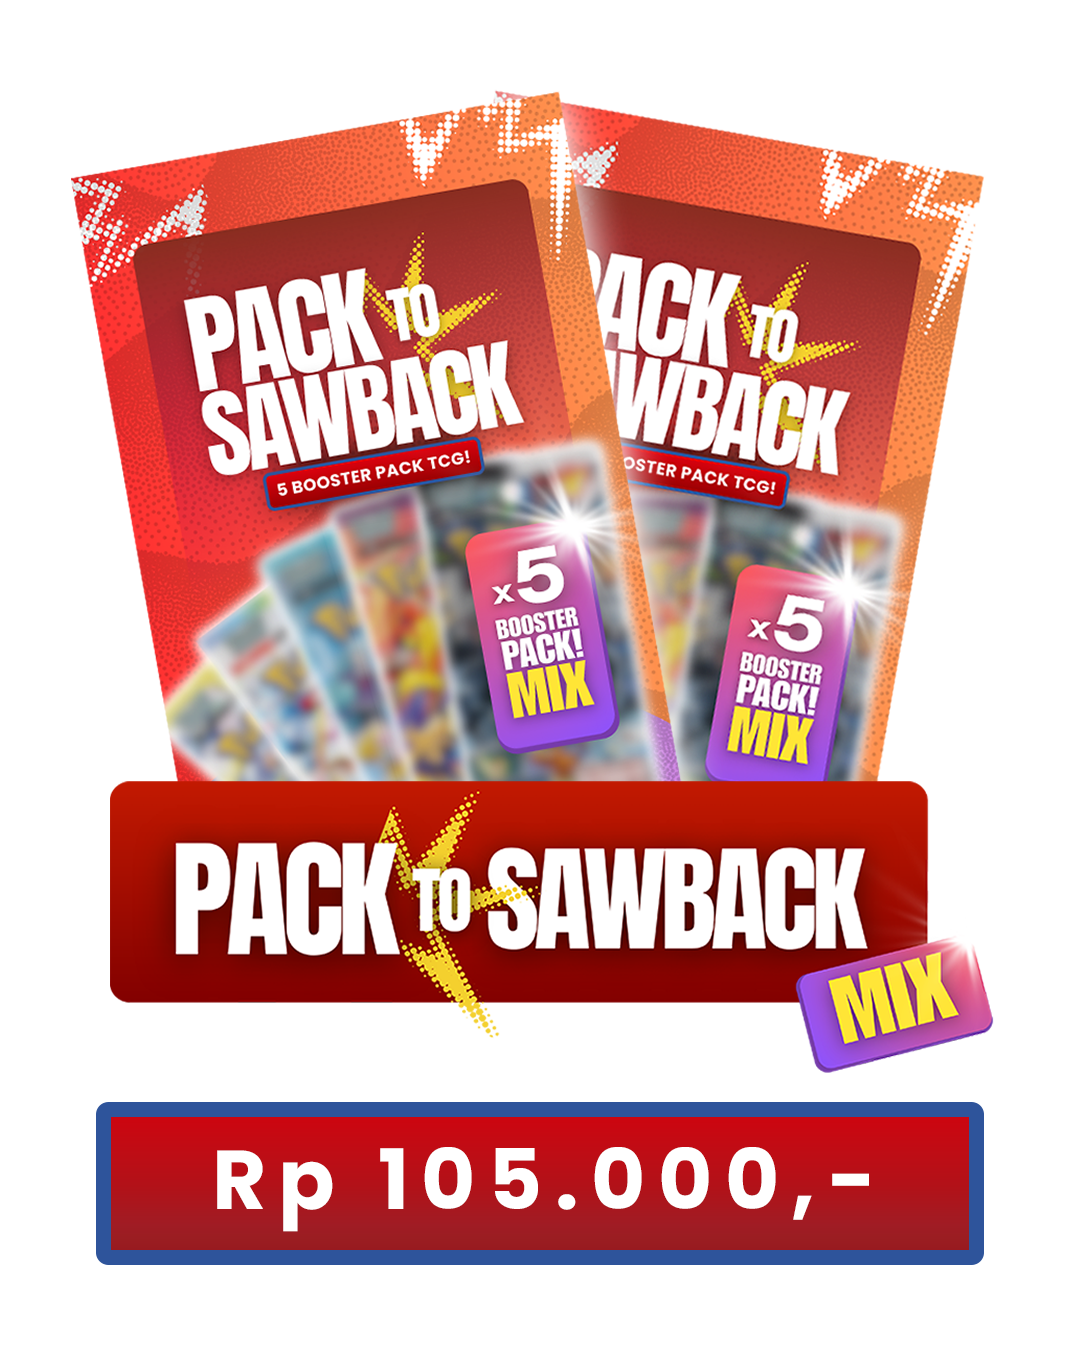 PACK TO
SAWBACK
5 BOOSTER PACK TCG!
x5
BOOSTER
PACK!
MIX
PACK TO
WBACK
OSTER PACK TCG!
x5
BOOSTER
PACK!
MIX
PACK TO SAWBACK
MIX
Rp 105.000,-